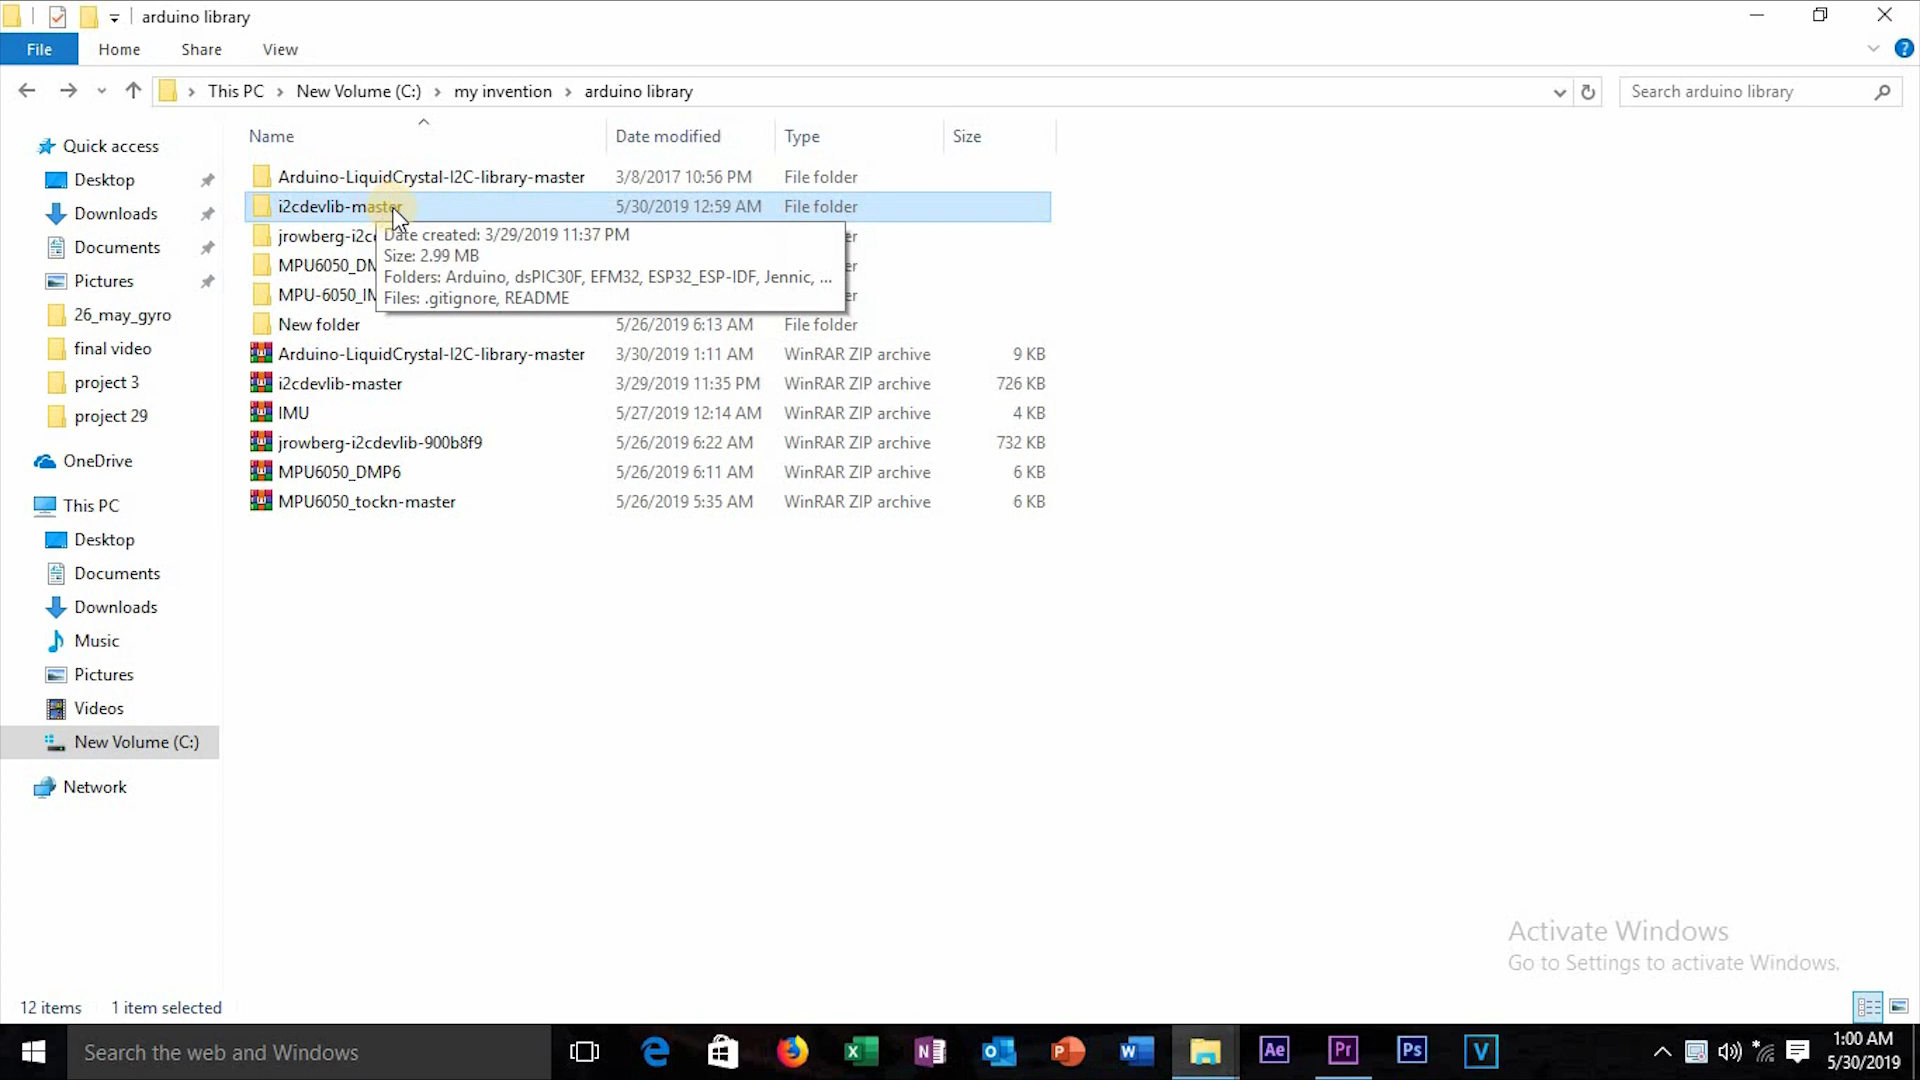 arduino library
File Home Share View
This PC New Volume (C:) my invention arduino library
Search arduino library
Name Date modified Type Size
Quick access
Desktop
Downloads
Documents
Pictures
26_may_gyro
final video
project 3
project 29
OneDrive
This PC
Desktop
Documents
Downloads
Music
Pictures
Videos
New Volume (C:)
Network
Arduino-LiquidCrystal-I2C-library-master 3/8/2017 10:56 PM File folder
i2cdevlib-master 5/30/2019 12:59 AM File folder
jrowberg-i2c er
MPU6050_DM er
MPU-6050_IM er
Date created: 3/29/2019 11:37 PM
Size: 2.99 MB
Folders: Arduino, dsPIC30F, EFM32, ESP32_ESP-IDF, Jennic, ...
Files: .gitignore, README
New folder 5/26/2019 6:13 AM File folder
Arduino-LiquidCrystal-I2C-library-master 3/30/2019 1:11 AM WinRAR ZIP archive 9 KB
i2cdevlib-master 3/29/2019 11:35 PM WinRAR ZIP archive 726 KB
IMU 5/27/2019 12:14 AM WinRAR ZIP archive 4 KB
jrowberg-i2cdevlib-900b8f9 5/26/2019 6:22 AM WinRAR ZIP archive 732 KB
MPU6050_DMP6 5/26/2019 6:11 AM WinRAR ZIP archive 6 KB
MPU6050_tockn-master 5/26/2019 5:35 AM WinRAR ZIP archive 6 KB
Activate Windows
Go to Settings to activate Windows.
12 items 1 item selected
Search the web and Windows
Ae Pr Ps V
1:00 AM
5/30/2019